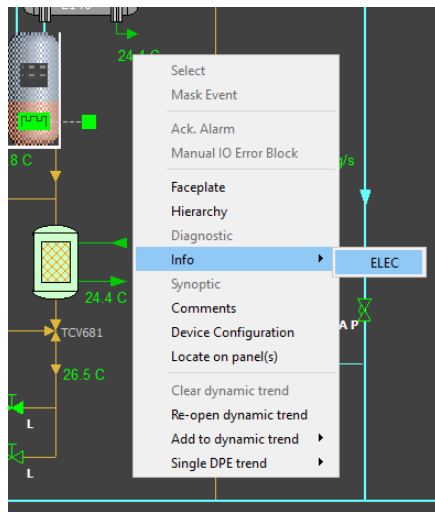 E140
24.4 C
8 C
Select
Mask Event
Ack. Alarm
Manual IO Error Block
g/s
Faceplate
Hierarchy
Diagnostic
Info
ELEC
Synoptic
24.4 C
Comments
Device Configuration
A P
TCV681
Locate on panel(s)
26.5 C
Clear dynamic trend
Re-open dynamic trend
L
Add to dynamic trend
Single DPE trend
L